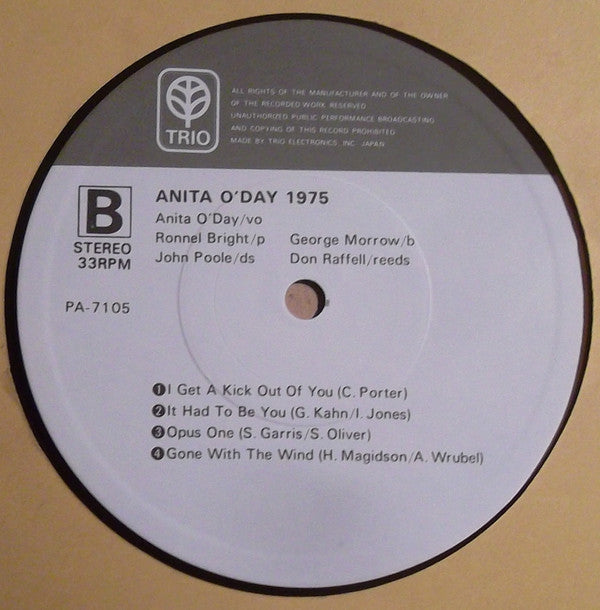 TRIO
ALL RIGHTS OF THE MANUFACTURER AND OF THE OWNER
OF THE RECORDED WORK RESERVED
UNAUTHORIZED PUBLIC PERFORMANCE BROADCASTING
AND COPYING OF THIS RECORD PROHIBITED
MADE BY TRIO ELECTRONICS, INC. JAPAN
B
STEREO
33RPM
PA-7105
ANITA O'DAY 1975
Anita O'Day/vo
Ronnel Bright/p George Morrow/b
John Poole/ds Don Raffell/reeds
❶I Get A Kick Out Of You (C. Porter)
❷It Had To Be You (G. Kahn/I. Jones)
❸Opus One (S. Garris/S. Oliver)
❹Gone With The Wind (H. Magidson/A. Wrubel)